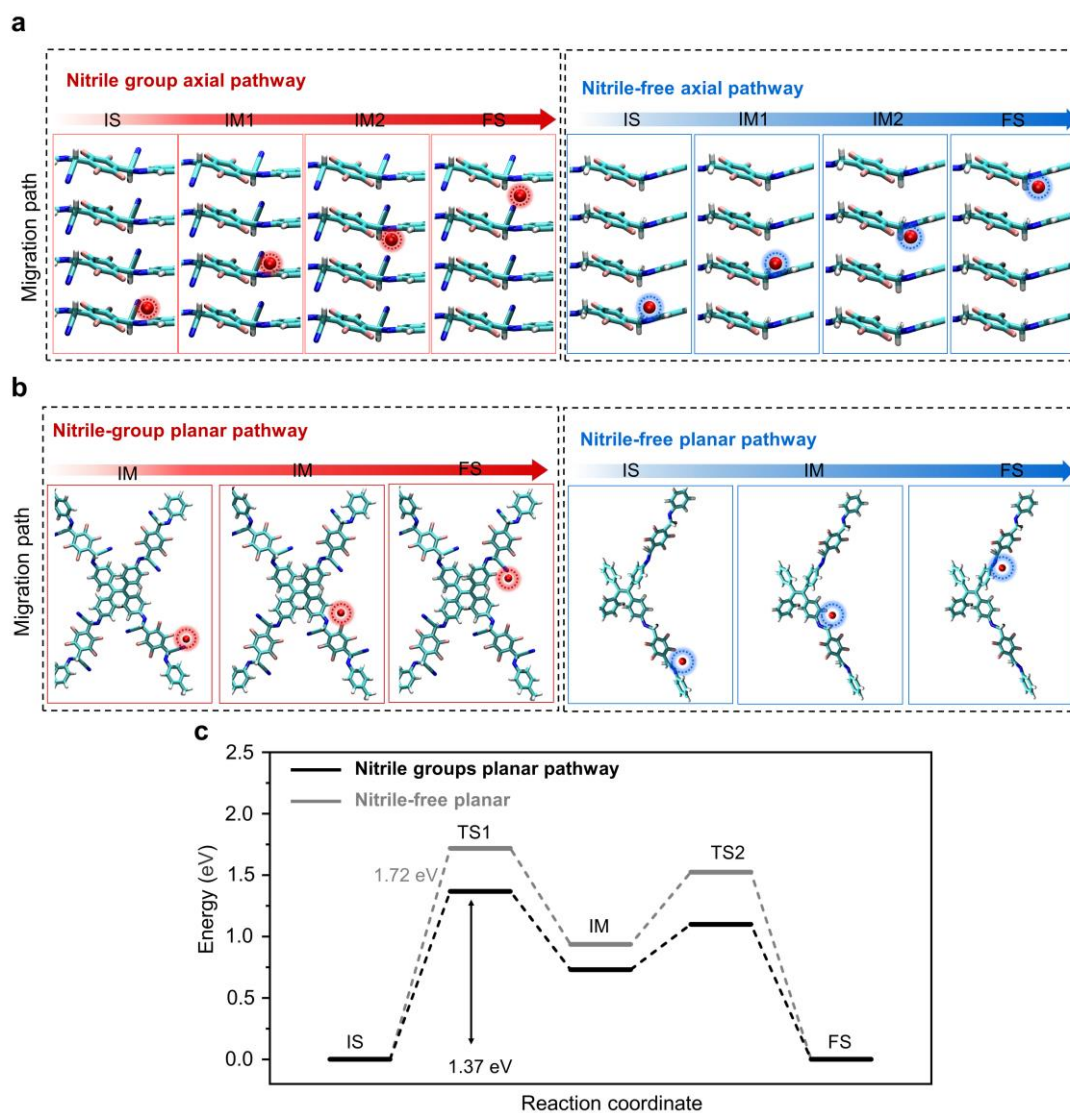 a
Nitrile group axial pathway
IS IM1 IM2 FS
Migration path
Nitrile-free axial pathway
IS IM1 IM2 FS
b
Nitrile-group planar pathway
IM IM FS
Migration path
Nitrile-free planar pathway
IS IM FS
c
2.5
2.0
1.5
1.0
0.5
0.0
Energy (eV)
Nitrile groups planar pathway
Nitrile-free planar
TS1
TS2
1.72 eV
IM
IS
1.37 eV
FS
Reaction coordinate